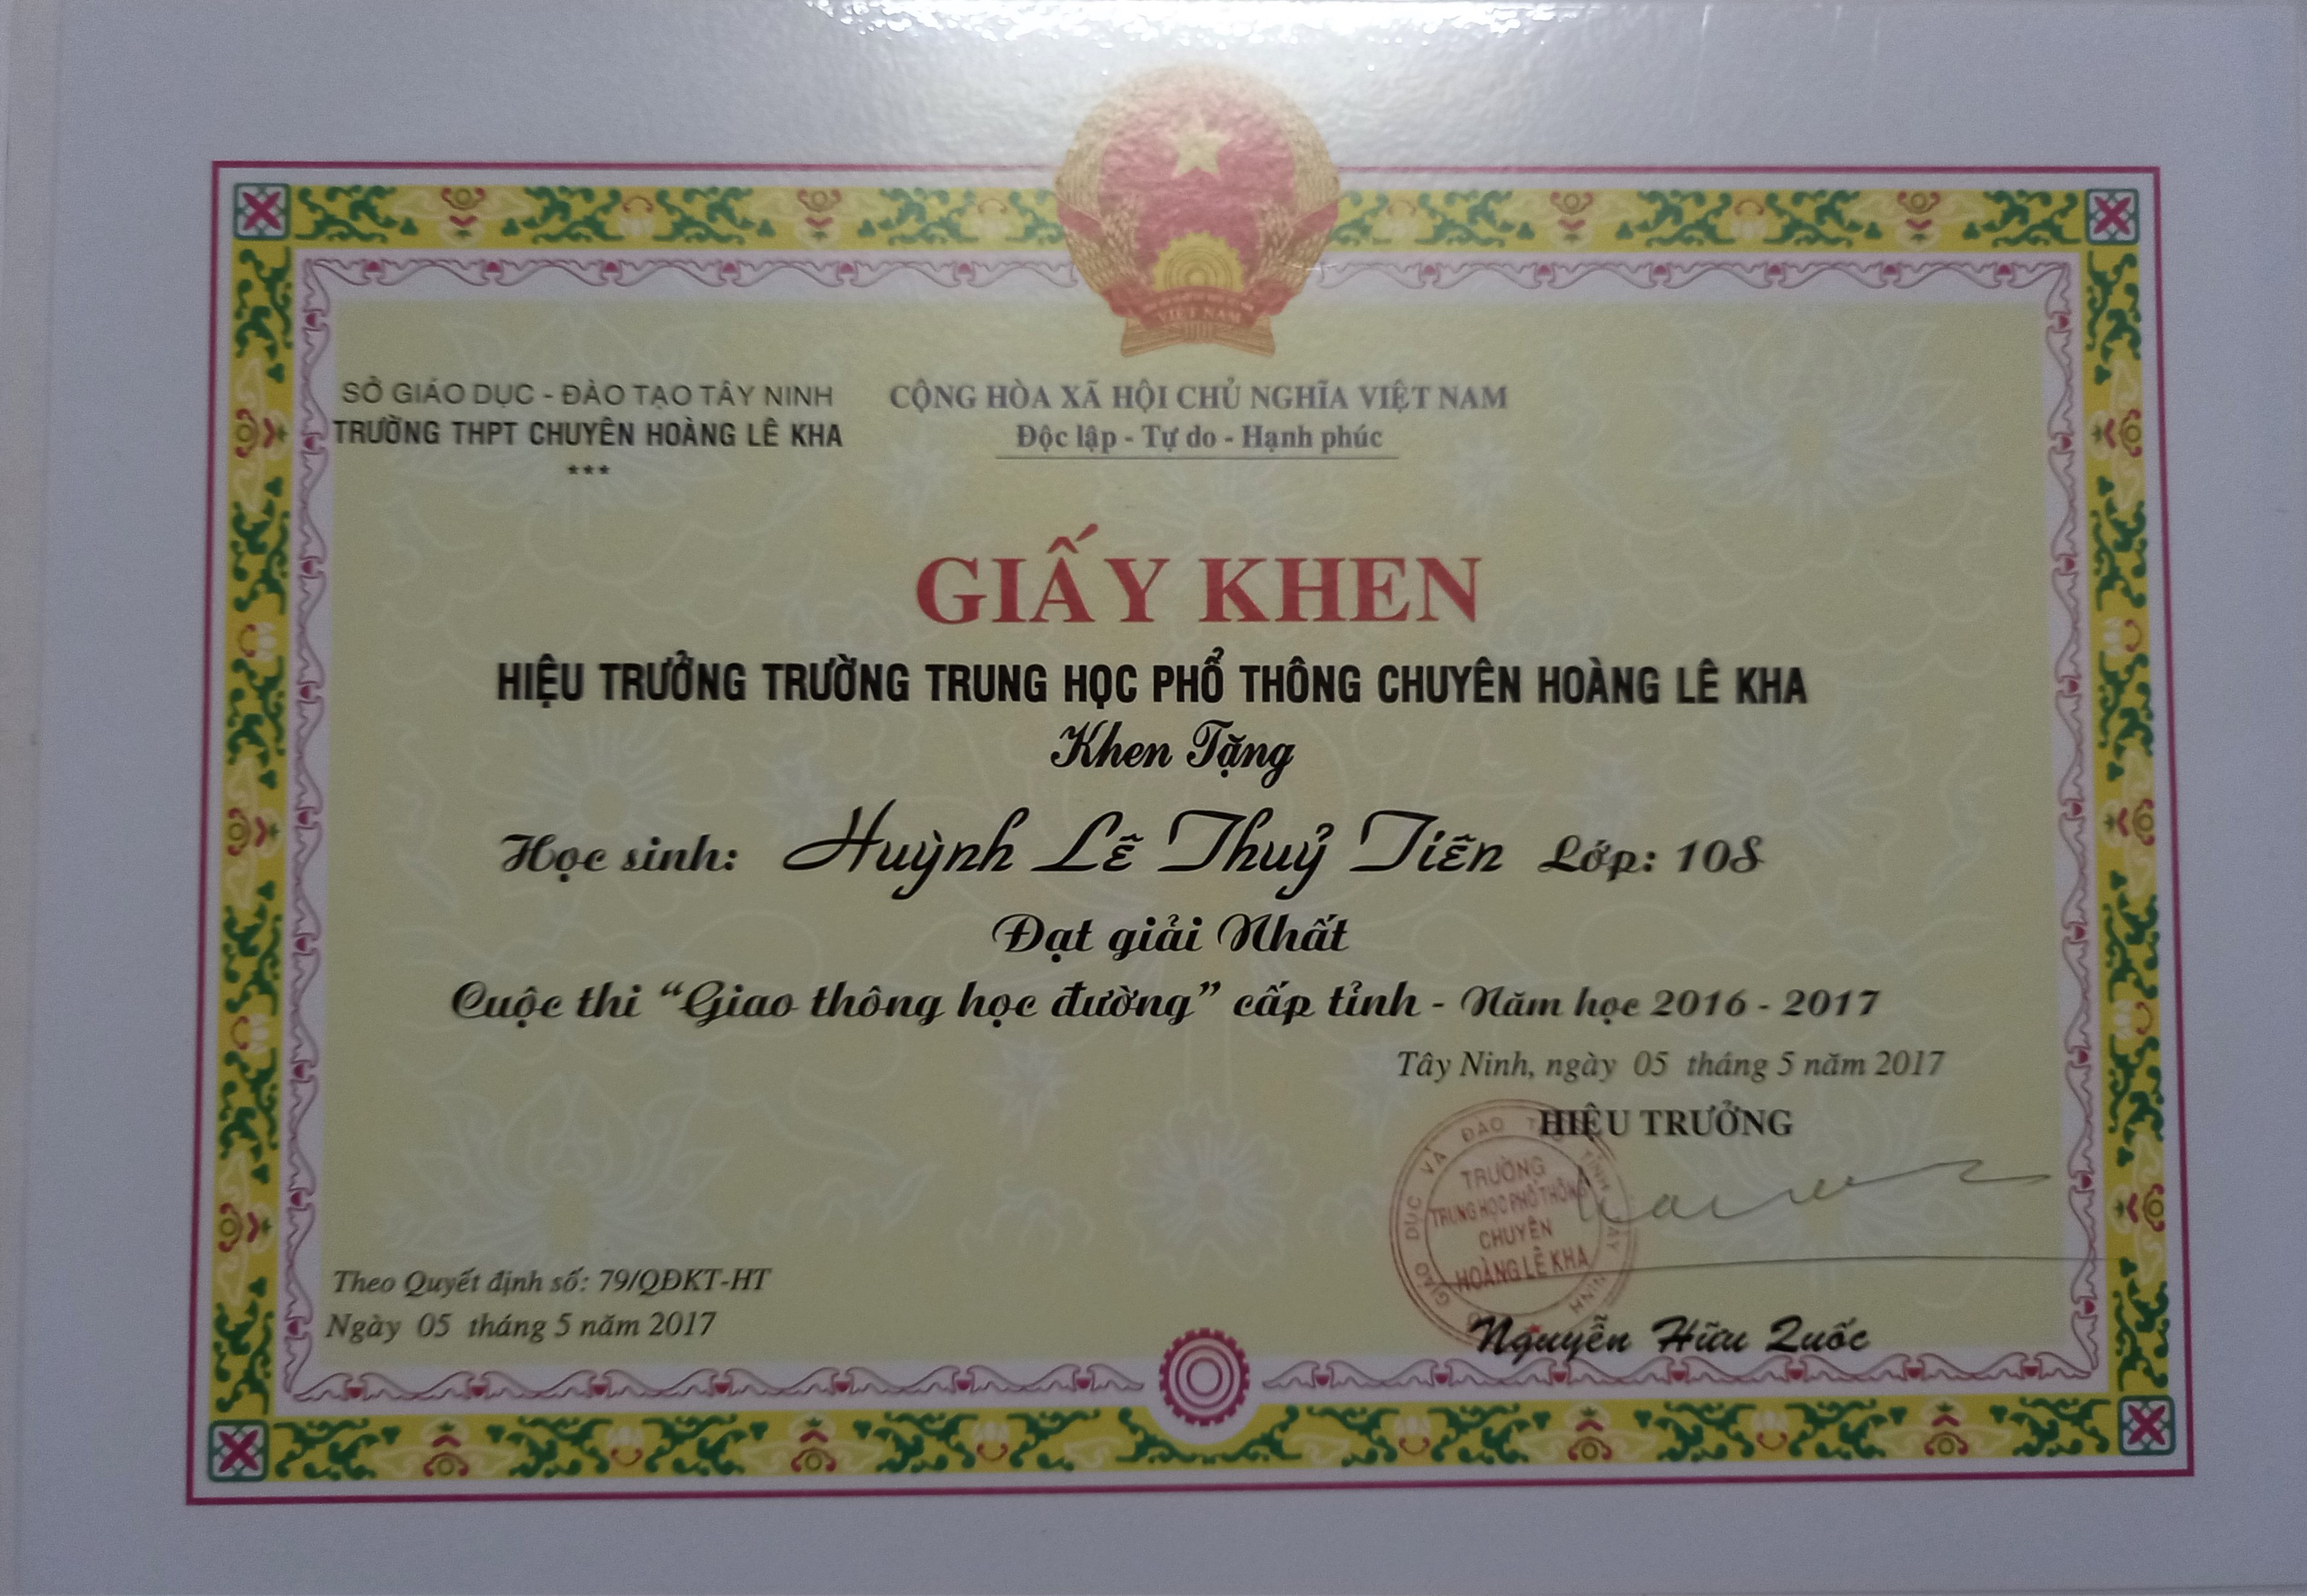 VIỆT NAM
SỞ GIÁO DỤC - ĐÀO TẠO TÂY NINH
TRƯỜNG THPT CHUYÊN HOÀNG LÊ KHA
***
CỘNG HÒA XÃ HỘI CHỦ NGHĨA VIỆT NAM
Độc lập - Tự do - Hạnh phúc
GIẤY KHEN
HIỆU TRƯỞNG TRƯỜNG TRUNG HỌC PHỔ THÔNG CHUYÊN HOÀNG LÊ KHA
Khen Tặng
Học sinh: Huỳnh Lê Thuỷ Tiên Lớp: 10S
Đạt giải Nhất
Cuộc thi “Giao thông học đường” cấp tỉnh - Năm học 2016 - 2017
Tây Ninh, ngày 05 tháng 5 năm 2017
HIỆU TRƯỞNG
GIÁO DỤC VÀ ĐÀO TẠO TỈNH TÂY NINH
TRƯỜNG
TRUNG HỌC PHỔ THÔNG
CHUYÊN
HOÀNG LÊ KHA
Nguyễn Hữu Quốc
Theo Quyết định số: 79/QĐKT-HT
Ngày 05 tháng 5 năm 2017